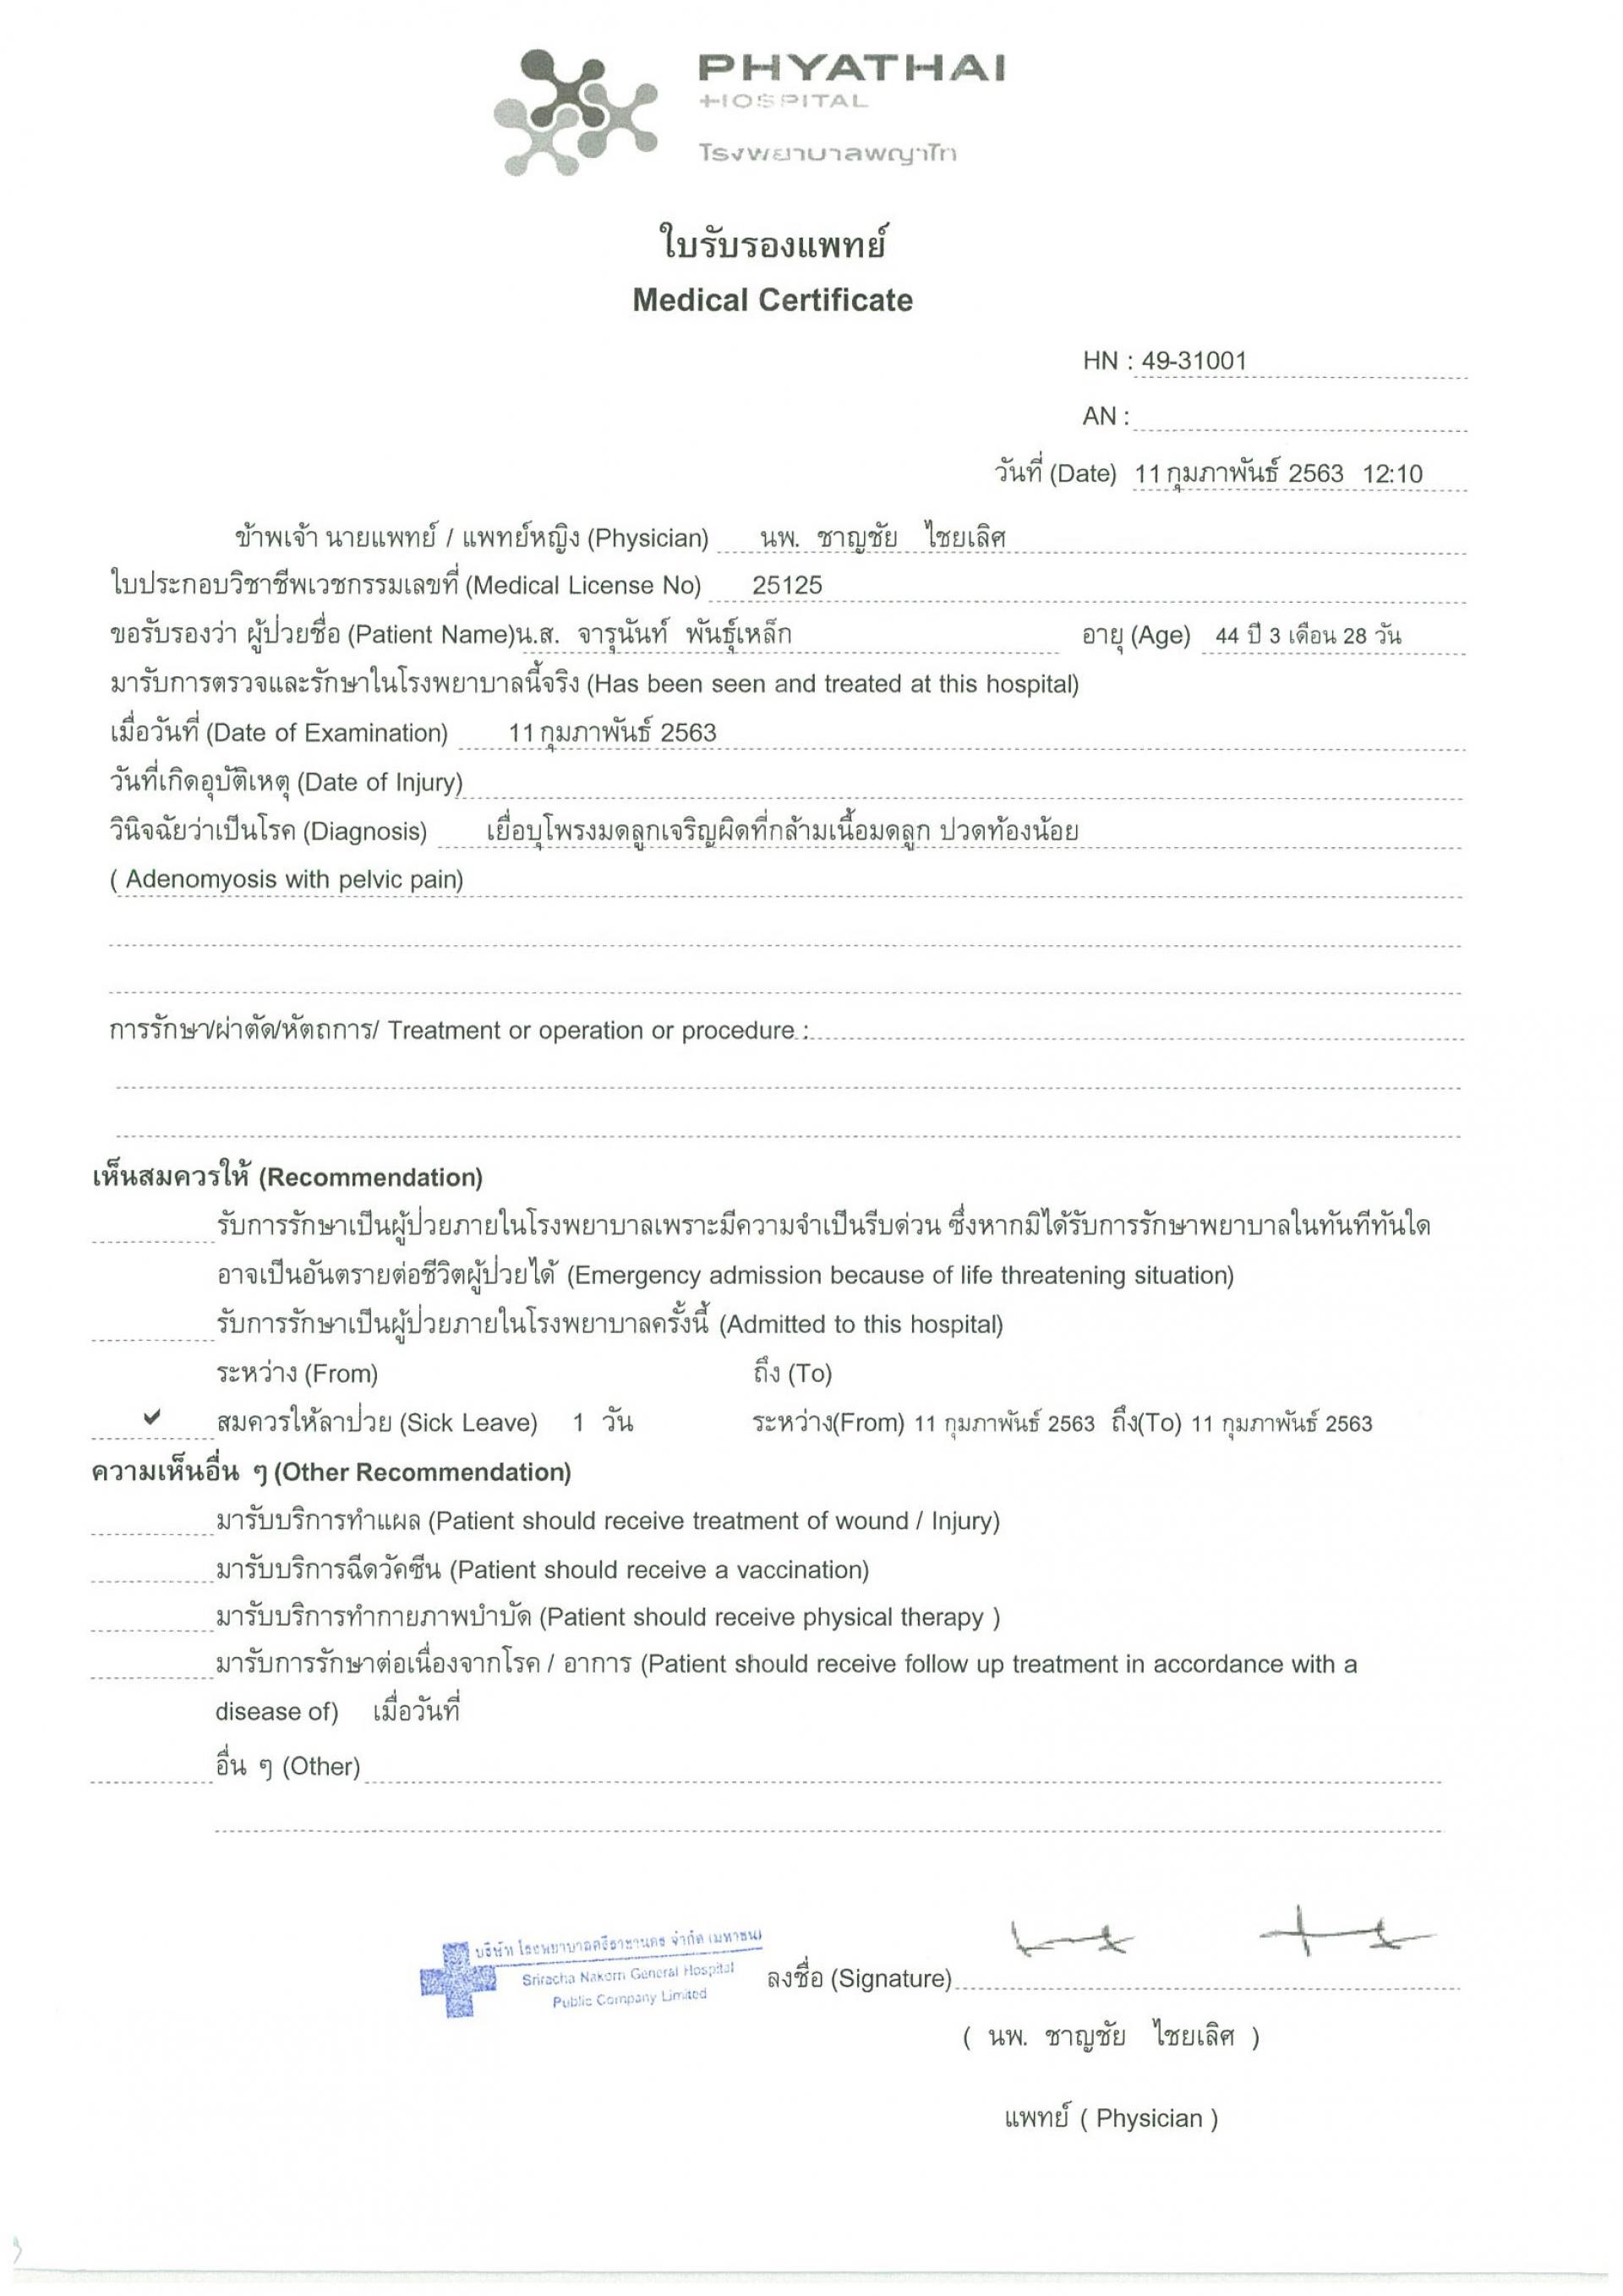 PHYATHAI
HOSPITAL
โรงพยาบาลพญาไท
ใบรับรองแพทย์
Medical Certificate
HN : 49-31001
AN :
วันที่ (Date) 11 กุมภาพันธ์ 2563 12:10
ข้าพเจ้า นายแพทย์ / แพทย์หญิง (Physician) นพ. ชาญชัย ไชยเลิศ
ใบประกอบวิชาชีพเวชกรรมเลขที่ (Medical License No) 25125
ขอรับรองว่า ผู้ป่วยชื่อ (Patient Name)น.ส. จารุนันท์ พันธุ์เหล็ก อายุ (Age) 44 ปี 3 เดือน 28 วัน
มารับการตรวจและรักษาในโรงพยาบาลนี้จริง (Has been seen and treated at this hospital)
เมื่อวันที่ (Date of Examination) 11 กุมภาพันธ์ 2563
วันที่เกิดอุบัติเหตุ (Date of Injury)
วินิจฉัยว่าเป็นโรค (Diagnosis) เยื่อบุโพรงมดลูกเจริญผิดที่กล้ามเนื้อมดลูก ปวดท้องน้อย
( Adenomyosis with pelvic pain)
การรักษา/ผ่าตัด/หัตถการ/ Treatment or operation or procedure :
เห็นสมควรให้ (Recommendation)
รับการรักษาเป็นผู้ป่วยภายในโรงพยาบาลเพราะมีความจำเป็นรีบด่วน ซึ่งหากมิได้รับการรักษาพยาบาลในทันทีทันใด
อาจเป็นอันตรายต่อชีวิตผู้ป่วยได้ (Emergency admission because of life threatening situation)
รับการรักษาเป็นผู้ป่วยภายในโรงพยาบาลครั้งนี้ (Admitted to this hospital)
ระหว่าง (From) ถึง (To)
✔ สมควรให้ลาป่วย (Sick Leave) 1 วัน ระหว่าง(From) 11 กุมภาพันธ์ 2563 ถึง(To) 11 กุมภาพันธ์ 2563
ความเห็นอื่น ๆ (Other Recommendation)
มารับบริการทำแผล (Patient should receive treatment of wound / Injury)
มารับบริการฉีดวัคซีน (Patient should receive a vaccination)
มารับบริการทำกายภาพบำบัด (Patient should receive physical therapy )
มารับการรักษาต่อเนื่องจากโรค / อาการ (Patient should receive follow up treatment in accordance with a
disease of) เมื่อวันที่
อื่น ๆ (Other)
บริษัท โรงพยาบาลศรีราชานคร จำกัด (มหาชน)
Sriracha Nakorn General Hospital
Public Company Limited
ลงชื่อ (Signature)
( นพ. ชาญชัย ไชยเลิศ )
แพทย์ ( Physician )